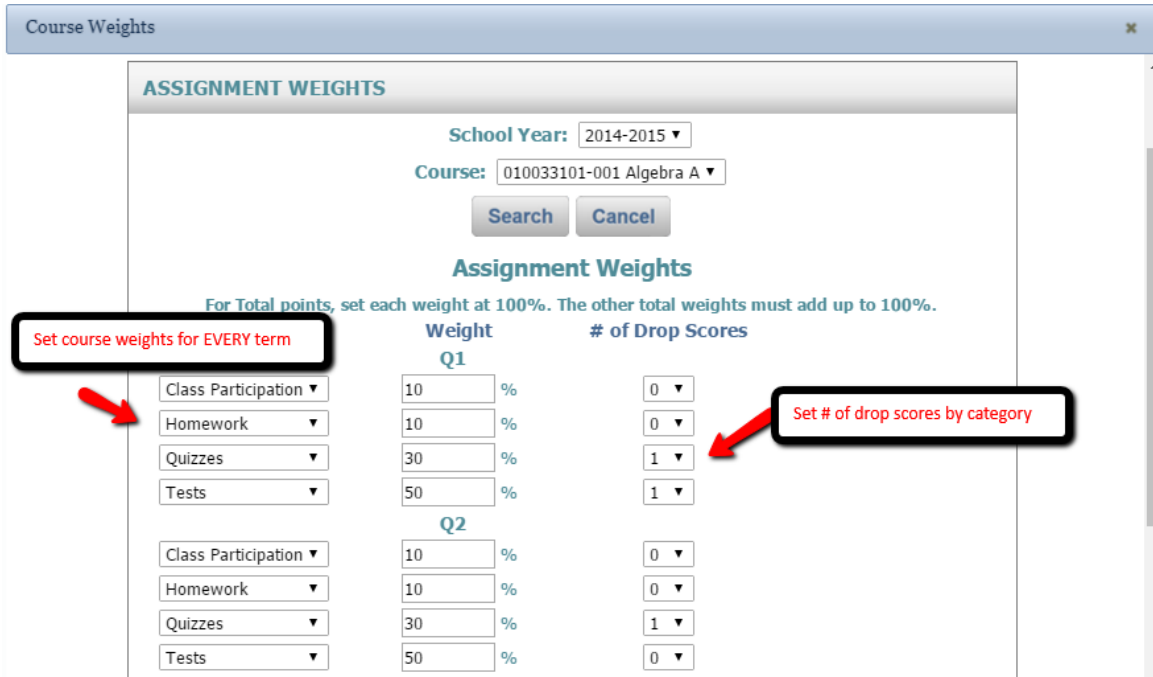 Course Weights
ASSIGNMENT WEIGHTS
School Year: 2014-2015
Course: 010033101-001 Algebra A
Search Cancel
Assignment Weights
For Total points, set each weight at 100%. The other total weights must add up to 100%.
Set course weights for EVERY term
Weight # of Drop Scores
Q1
Class Participation 10 % 0
Homework 10 % 0
Set # of drop scores by category
Quizzes 30 % 1
Tests 50 % 1
Q2
Class Participation 10 % 0
Homework 10 % 0
Quizzes 30 % 1
Tests 50 % 0